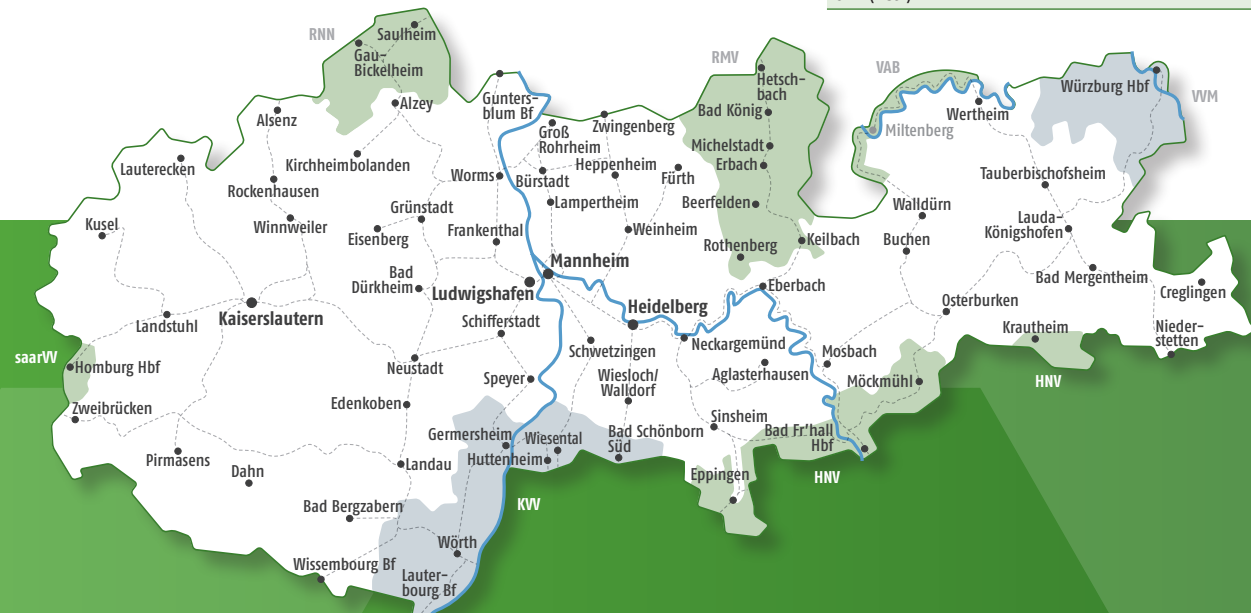 RNN
Saulheim
Gau-
Bickelheim
Alzey
Alsenz
Kirchheimbolanden
Lauterecken
Rockenhausen
Winnweiler
Kusel
Grünstadt
Eisenberg
Frankenthal
Worms
Gunters-
blum Bf
Groß
Rohrheim
Zwingenberg
Heppenheim
Bürstadt
Fürth
Lampertheim
Weinheim
RMV
Hetsch-
bach
Bad König
Michelstadt
Erbach
Beerfelden
Rothenberg
Keilbach
VAB
Miltenberg
Wertheim
Würzburg Hbf
VVM
Tauberbischofsheim
Walldürn
Lauda-
Königshofen
Buchen
Bad Mergentheim
Creglingen
Bad
Dürkheim
Mannheim
Ludwigshafen
Heidelberg
Eberbach
Osterburken
Krautheim
Nieder-
stetten
Kaiserslautern
Landstuhl
Schifferstadt
Schwetzingen
Neckargemünd
Mosbach
saarVV
Homburg Hbf
Neustadt
Speyer
Wiesloch/
Walldorf
Aglasterhausen
Möckmühl
HNV
Zweibrücken
Edenkoben
Sinsheim
Germersheim
Wiesental
Bad Schönborn
Süd
Bad Fr'hall
Hbf
Huttenheim
Pirmasens
Dahn
Landau
Eppingen
HNV
Bad Bergzabern
KVV
Wörth
Wissembourg Bf
Lauter-
bourg Bf